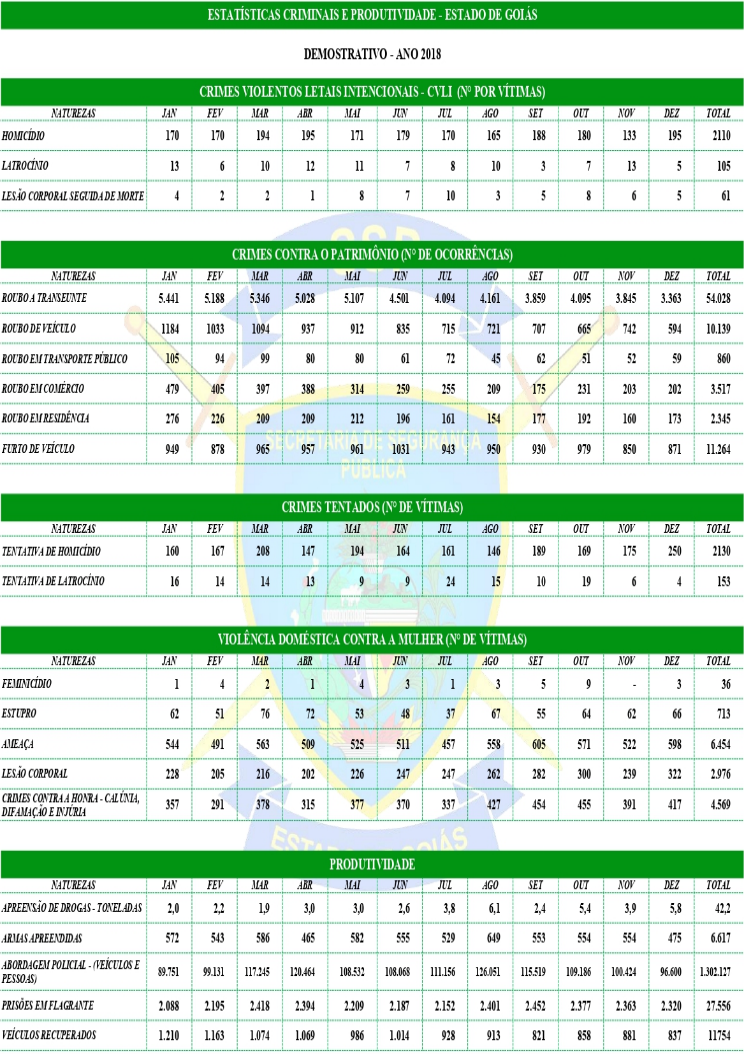 ESTATÍSTICAS CRIMINAIS E PRODUTIVIDADE - ESTADO DE GOIÁS
DEMOSTRATIVO - ANO 2018
CRIMES VIOLENTOS LETAIS INTENCIONAIS - CVLI (Nº POR VÍTIMAS)
NATUREZAS JAN FEV MAR ABR MAI JUN JUL AGO SET OUT NOV DEZ TOTAL
HOMICÍDIO 170 170 194 195 171 179 170 165 188 180 133 195 2110
LATROCÍNIO 13 6 10 12 11 7 8 10 3 7 13 5 105
LESÃO CORPORAL SEGUIDA DE MORTE 4 2 2 1 8 7 10 3 5 8 6 5 61
CRIMES CONTRA O PATRIMÔNIO (Nº DE OCORRÊNCIAS)
NATUREZAS JAN FEV MAR ABR MAI JUN JUL AGO SET OUT NOV DEZ TOTAL
ROUBO A TRANSEUNTE 5.441 5.188 5.346 5.028 5.107 4.501 4.094 4.161 3.859 4.095 3.845 3.363 54.028
ROUBO DE VEÍCULO 1184 1033 1094 937 912 835 715 721 707 665 742 594 10.139
ROUBO EM TRANSPORTE PÚBLICO 105 94 99 80 80 61 72 45 62 51 52 59 860
ROUBO EM COMÉRCIO 479 405 397 388 314 259 255 209 175 231 203 202 3.517
ROUBO EM RESIDÊNCIA 276 226 209 209 212 196 161 154 177 192 160 173 2.345
SECRETARIA DE SEGURANÇA
FURTO DE VEÍCULO 949 878 965 957 961 1031 943 950 930 979 850 871 11.264
PÚBLICA
CRIMES TENTADOS (Nº DE VÍTIMAS)
NATUREZAS JAN FEV MAR ABR MAI JUN JUL AGO SET OUT NOV DEZ TOTAL
TENTATIVA DE HOMICÍDIO 160 167 208 147 194 164 161 146 189 169 175 250 2130
TENTATIVA DE LATROCÍNIO 16 14 14 13 9 9 24 15 10 19 6 4 153
VIOLÊNCIA DOMÉSTICA CONTRA A MULHER (Nº DE VÍTIMAS)
NATUREZAS JAN FEV MAR ABR MAI JUN JUL AGO SET OUT NOV DEZ TOTAL
FEMINICÍDIO 1 4 2 1 4 3 1 3 5 9 - 3 36
ESTUPRO 62 51 76 72 53 48 37 67 55 64 62 66 713
AMEAÇA 544 491 563 509 525 511 457 558 605 571 522 598 6.454
LESÃO CORPORAL 228 205 216 202 226 247 247 262 282 300 239 322 2.976
CRIMES CONTRA A HONRA - CALÚNIA,
DIFAMAÇÃO E INJÚRIA 357 291 378 315 377 370 337 427 454 455 391 417 4.569
PRODUTIVIDADE
NATUREZAS JAN FEV MAR ABR MAI JUN JUL AGO SET OUT NOV DEZ TOTAL
APREENSÃO DE DROGAS - TONELADAS 2,0 2,2 1,9 3,0 3,0 2,6 3,8 6,1 2,4 5,4 3,9 5,8 42,2
ARMAS APREENDIDAS 572 543 586 465 582 555 529 649 553 554 554 475 6.617
ABORDAGEM POLICIAL - (VEÍCULOS E
PESSOAS) 89.751 99.131 117.245 120.464 108.532 108.068 111.156 126.051 115.519 109.186 100.424 96.600 1.302.127
PRISÕES EM FLAGRANTE 2.088 2.195 2.418 2.394 2.209 2.187 2.152 2.401 2.452 2.377 2.363 2.320 27.556
VEÍCULOS RECUPERADOS 1.210 1.163 1.074 1.069 986 1.014 928 913 821 858 881 837 11754